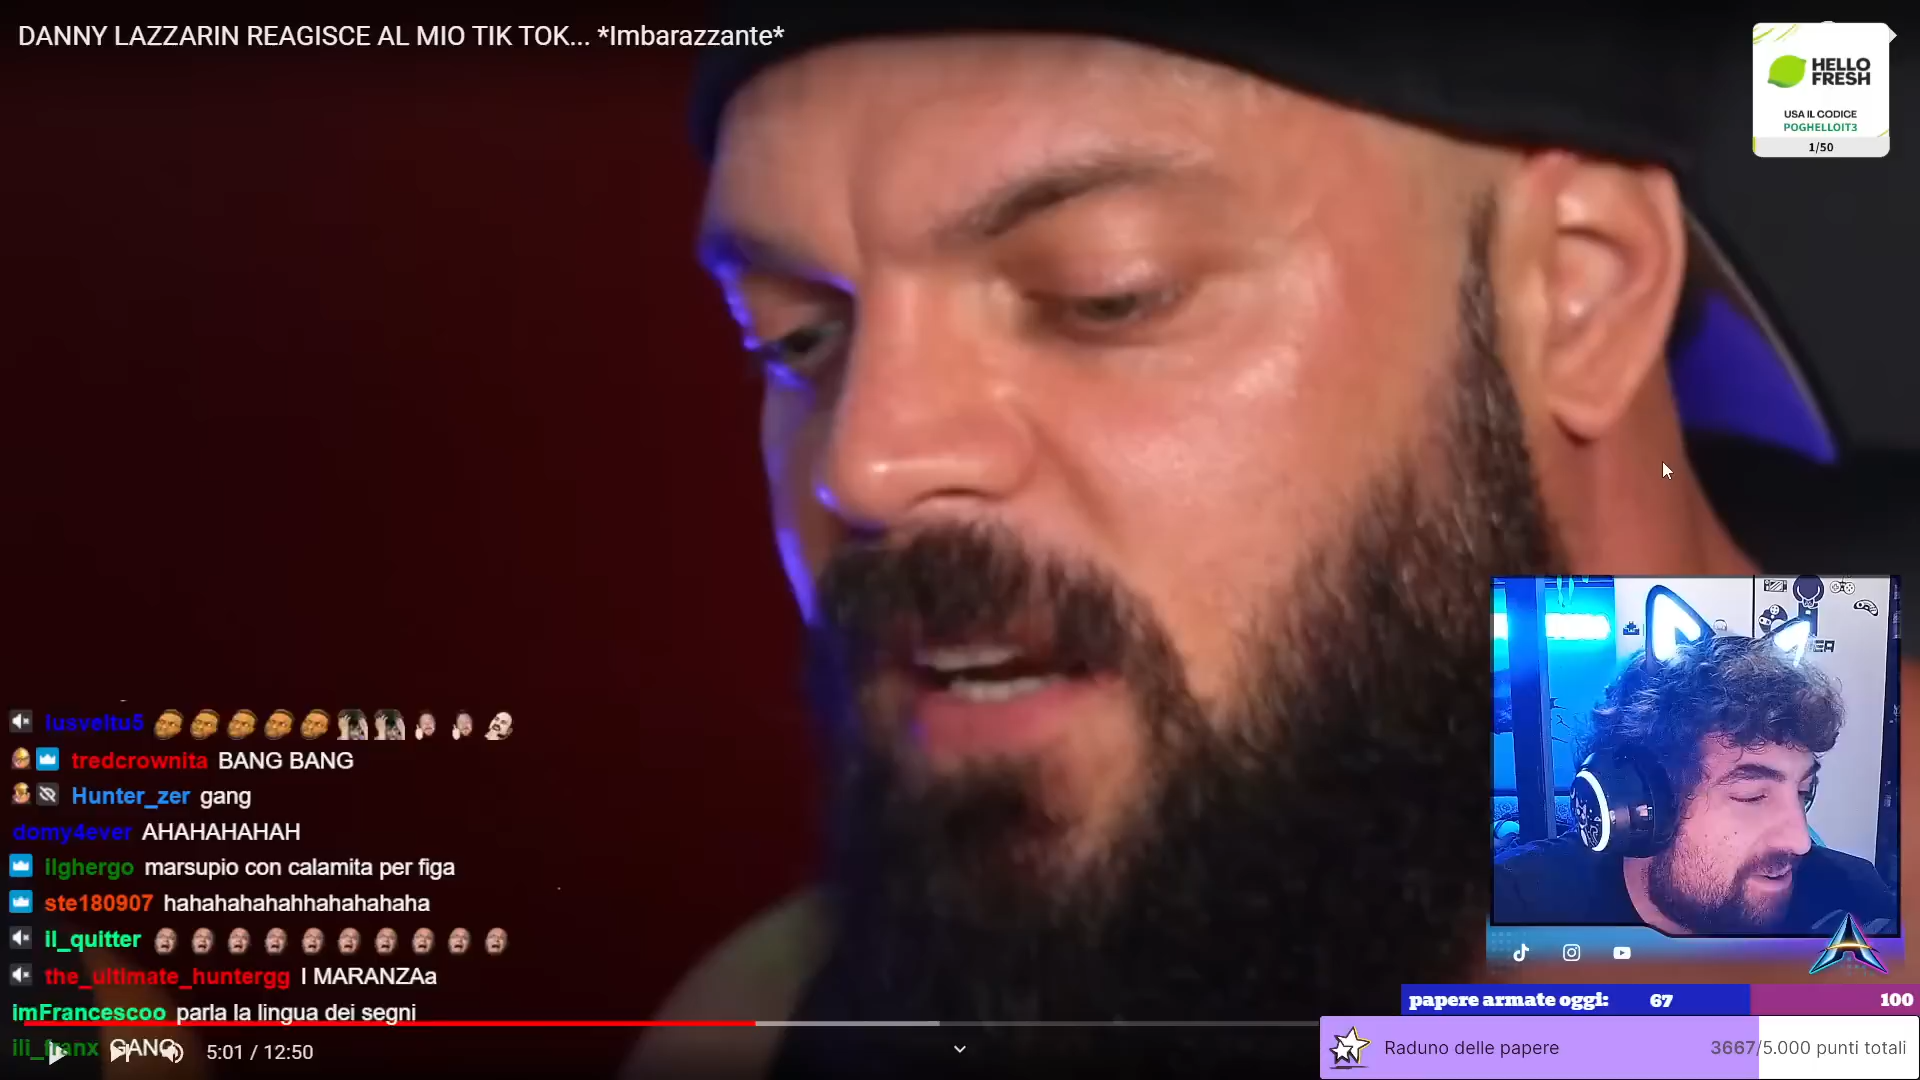 DANNY LAZZARIN REAGISCE AL MIO TIK TOK... *Imbarazzante*
HELLO
FRESH
USA IL CODICE
POGHELLOIT3
1/50
lusveltu5
tredcrownita BANG BANG
Hunter_zer gang
domy4ever AHAHAHAHAH
ilghergo marsupio con calamita per figa
ste180907 hahahahahahhahahahaha
il_quitter
the_ultimate_huntergg I MARANZAa
imFrancescoo parla la lingua dei segni
ili_franx GANG
5:01 / 12:50
papere armate oggi: 67 100
Raduno delle papere 3667/5.000 punti totali